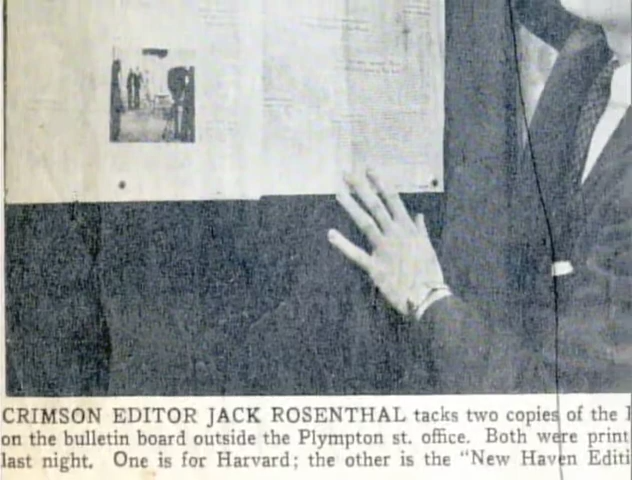 CRIMSON EDITOR JACK ROSENTHAL tacks two copies of the
on the bulletin board outside the Plympton st. office. Both were print
last night. One is for Harvard; the other is the "New Haven Editi